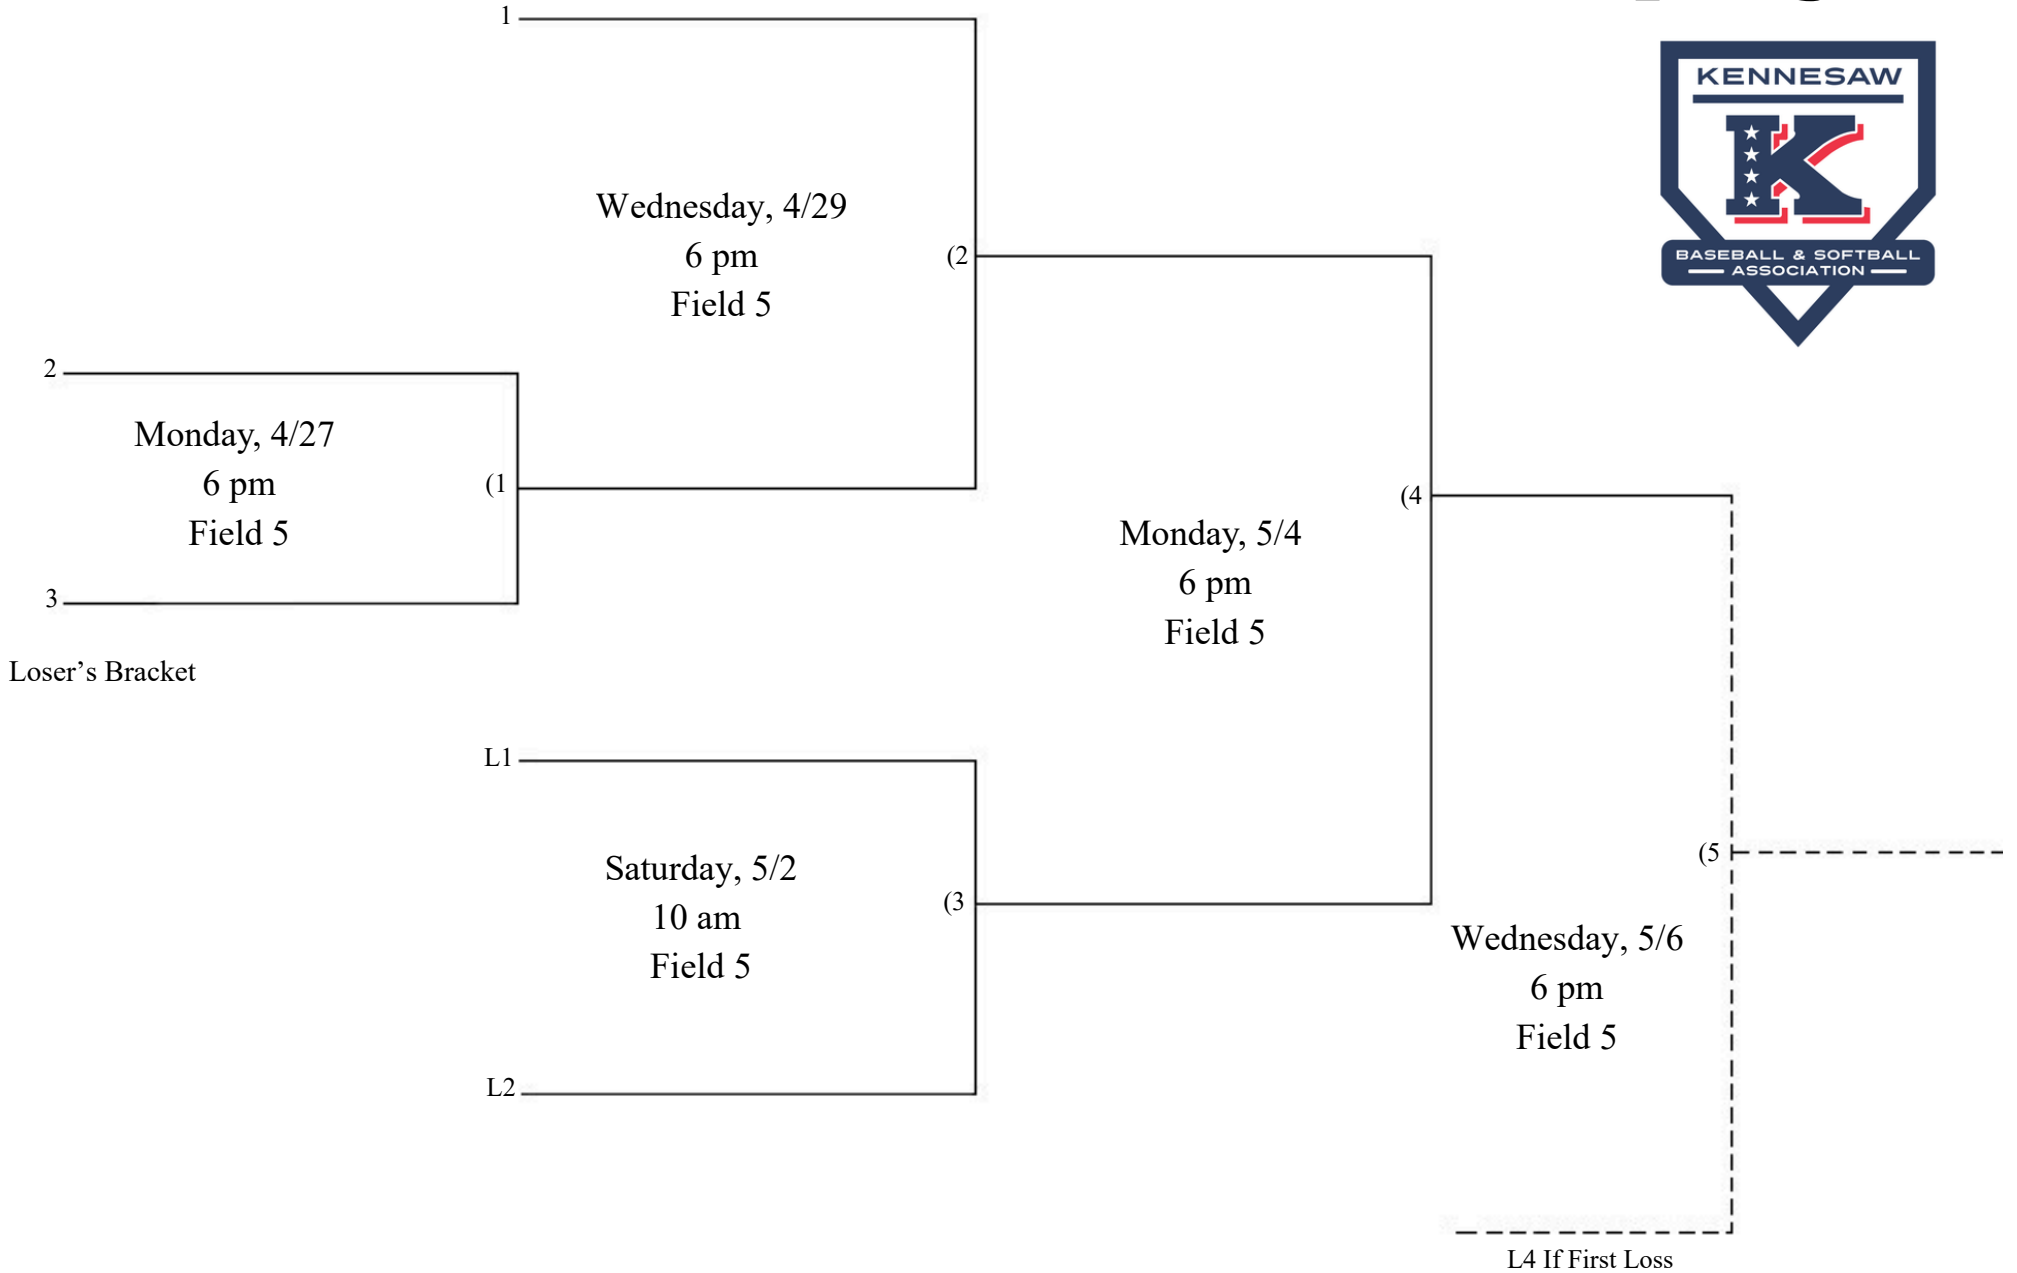 1
KENNESAW
K
BASEBALL & SOFTBALL
ASSOCIATION
Wednesday, 4/29
6 pm
Field 5
(2
2
Monday, 4/27
6 pm
Field 5
(1
3
(4
Monday, 5/4
6 pm
Field 5
Loser’s Bracket
L1
Saturday, 5/2
10 am
Field 5
(3
L2
(5
Wednesday, 5/6
6 pm
Field 5
L4 If First Loss